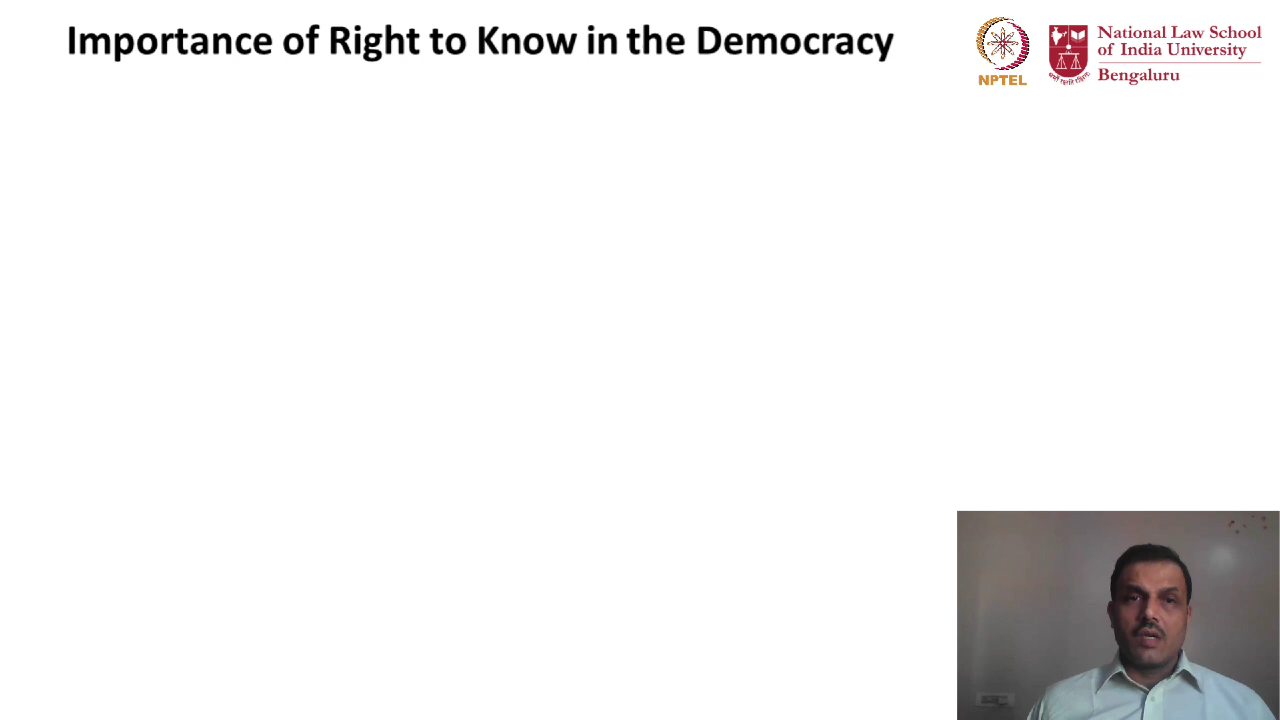 Importance of Right to Know in the Democracy
NPTEL
National Law School
of India University
Bengaluru